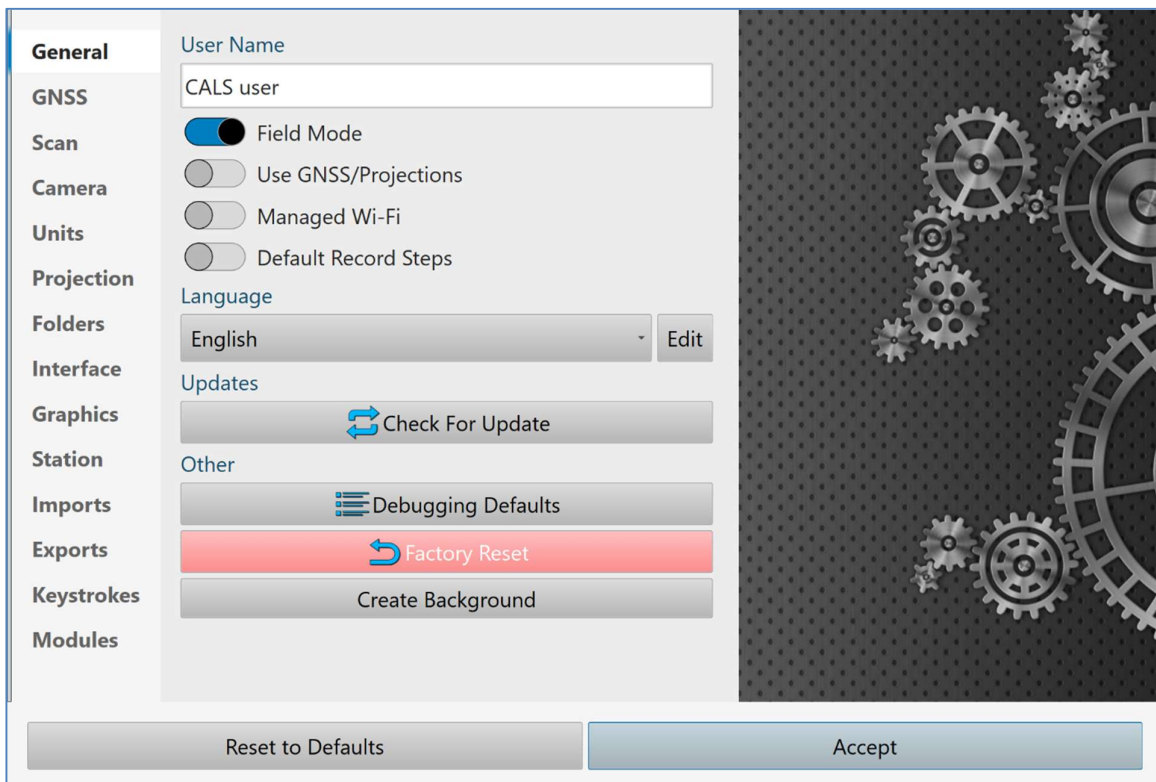 General
GNSS
Scan
Camera
Units
Projection
Folders
Interface
Graphics
Station
Imports
Exports
Keystrokes
Modules
User Name
CALS user
Field Mode
Use GNSS/Projections
Managed Wi-Fi
Default Record Steps
Language
English
Edit
Updates
Check For Update
Other
Debugging Defaults
Factory Reset
Create Background
Reset to Defaults
Accept